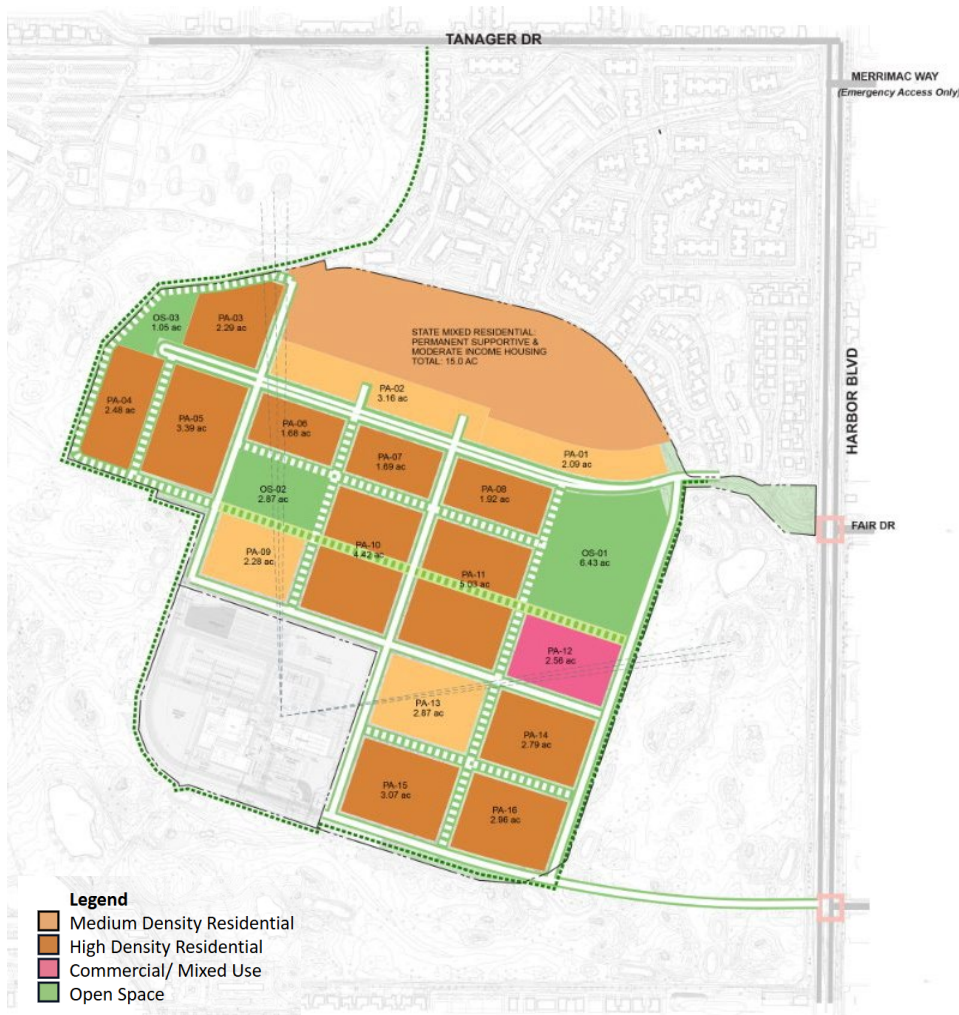 TANAGER DR
MERRIMAC WAY
(Emergency Access Only)
HARBOR BLVD
FAIR DR
OS-03
1.05 ac
PA-03
2.29 ac
STATE MIXED RESIDENTIAL:
PERMANENT SUPPORTIVE &
MODERATE INCOME HOUSING
TOTAL: 15.0 AC
PA-02
3.16 ac
PA-04
2.48 ac
PA-05
3.39 ac
PA-06
1.68 ac
PA-07
1.69 ac
PA-01
2.09 ac
PA-08
1.92 ac
OS-02
2.87 ac
PA-09
2.28 ac
PA-10
4.42 ac
PA-11
5.03 ac
OS-01
6.43 ac
PA-12
2.56 ac
PA-13
2.87 ac
PA-14
2.79 ac
PA-15
3.07 ac
PA-16
2.96 ac
Legend
Medium Density Residential
High Density Residential
Commercial/ Mixed Use
Open Space